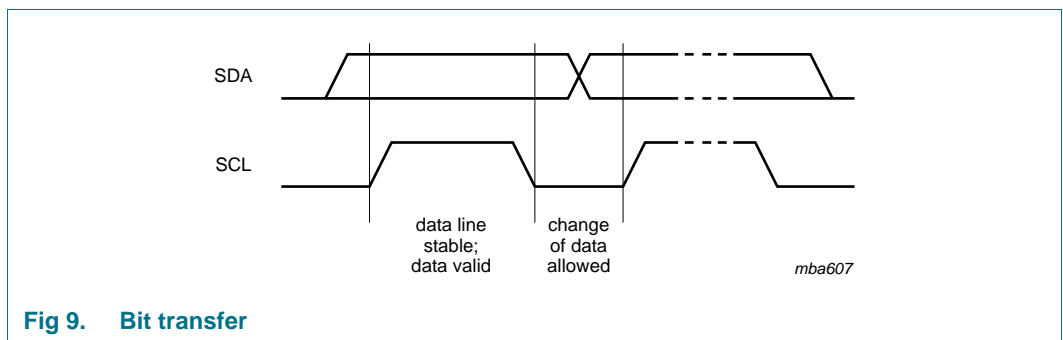 SDA
SCL
data line
stable;
data valid
change
of data
allowed
mba607
Fig 9. Bit transfer